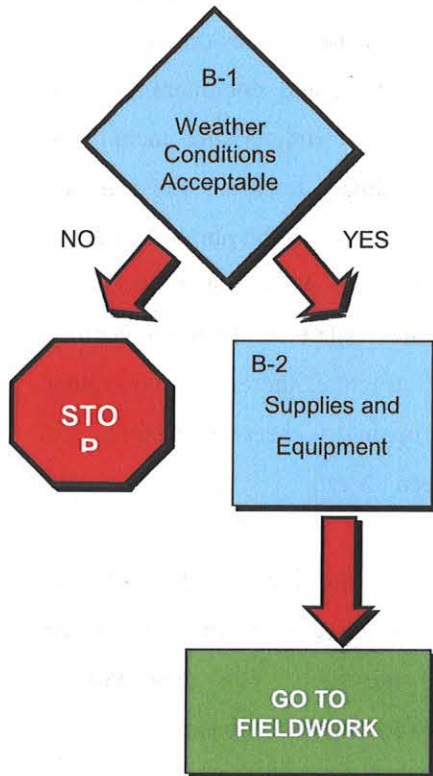 B-1
Weather
Conditions
Acceptable
NO
YES
STO
P
B-2
Supplies and
Equipment
GO TO
FIELDWORK